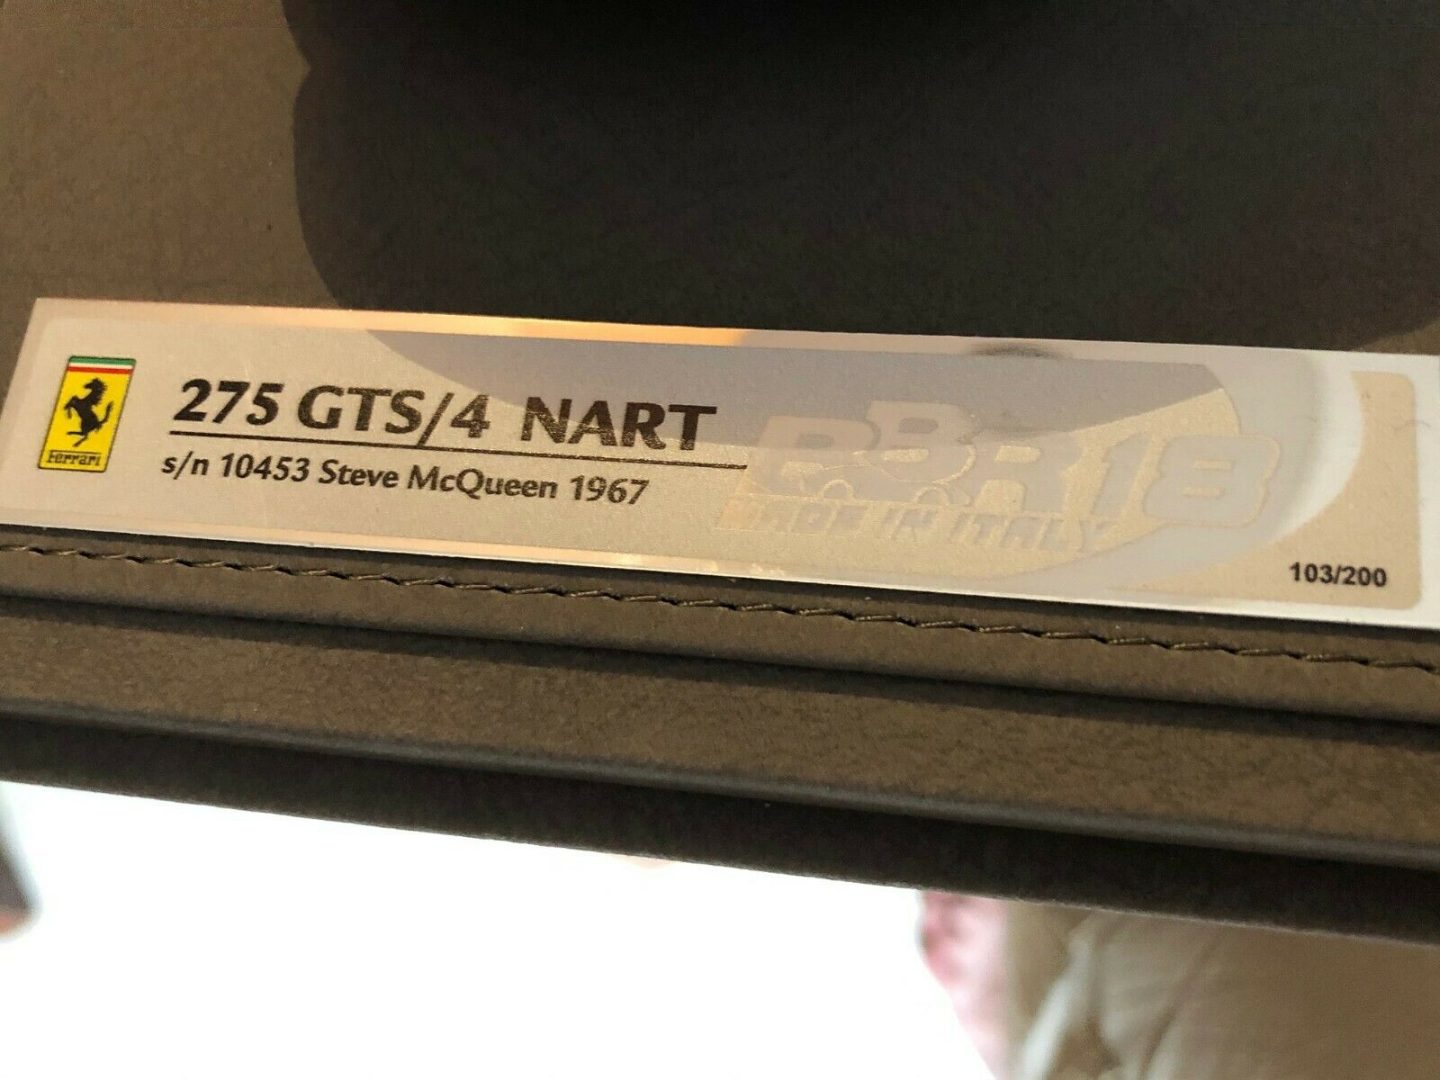 275 GTS/4 NART
s/n 10453 Steve McQueen 1967
Ferrari
BBR 18
MADE IN ITALY
103/200